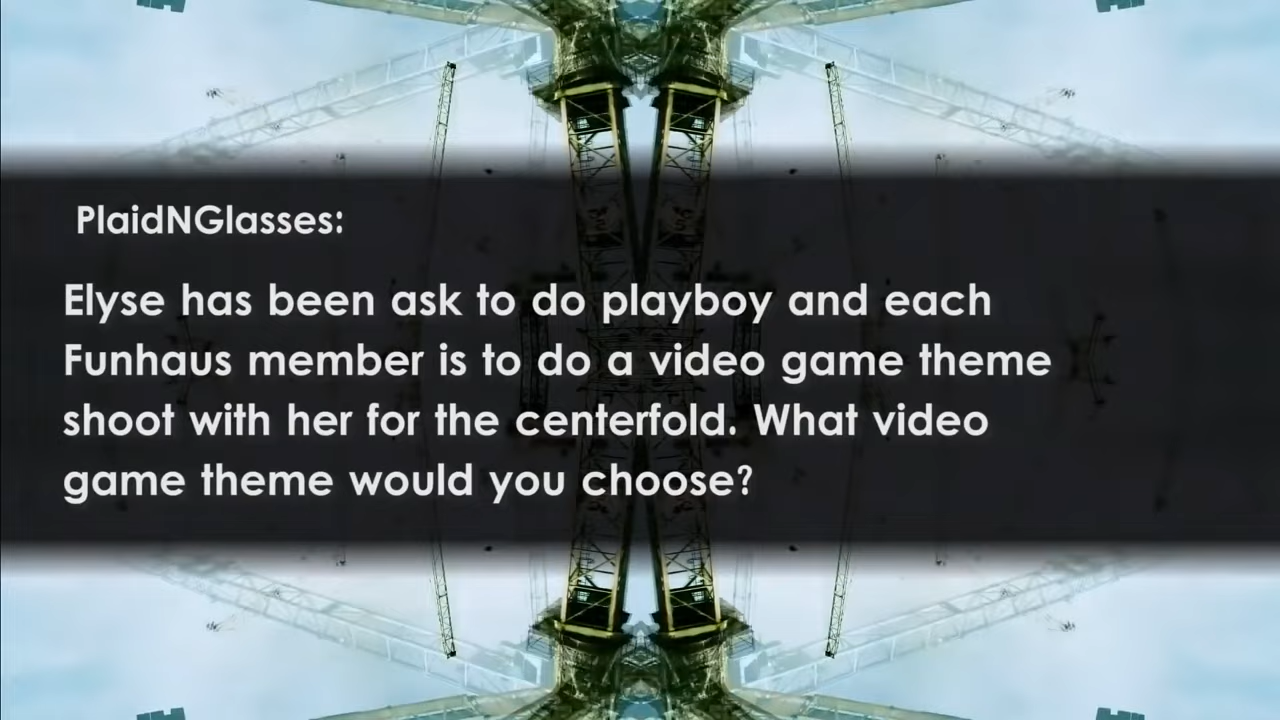 PlaidNGlasses:
Elyse has been ask to do playboy and each
Funhaus member is to do a video game theme
shoot with her for the centerfold. What video
game theme would you choose?